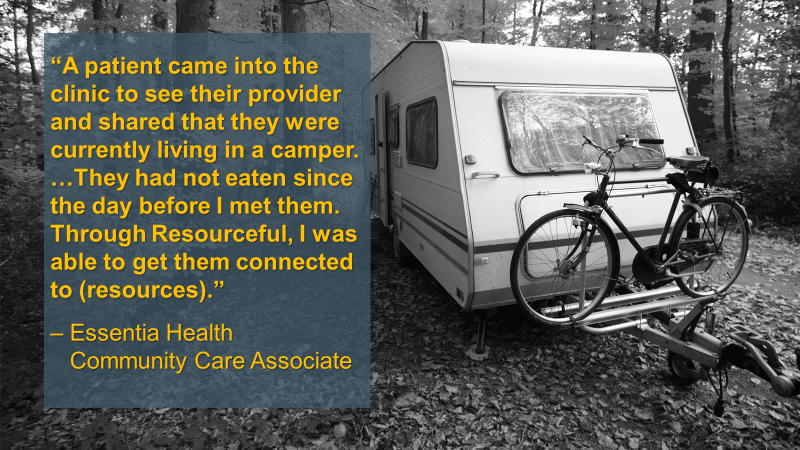 “A patient came into the
clinic to see their provider
and shared that they were
currently living in a camper.
…They had not eaten since
the day before I met them.
Through Resourceful, I was
able to get them connected
to (resources).”
– Essentia Health
Community Care Associate